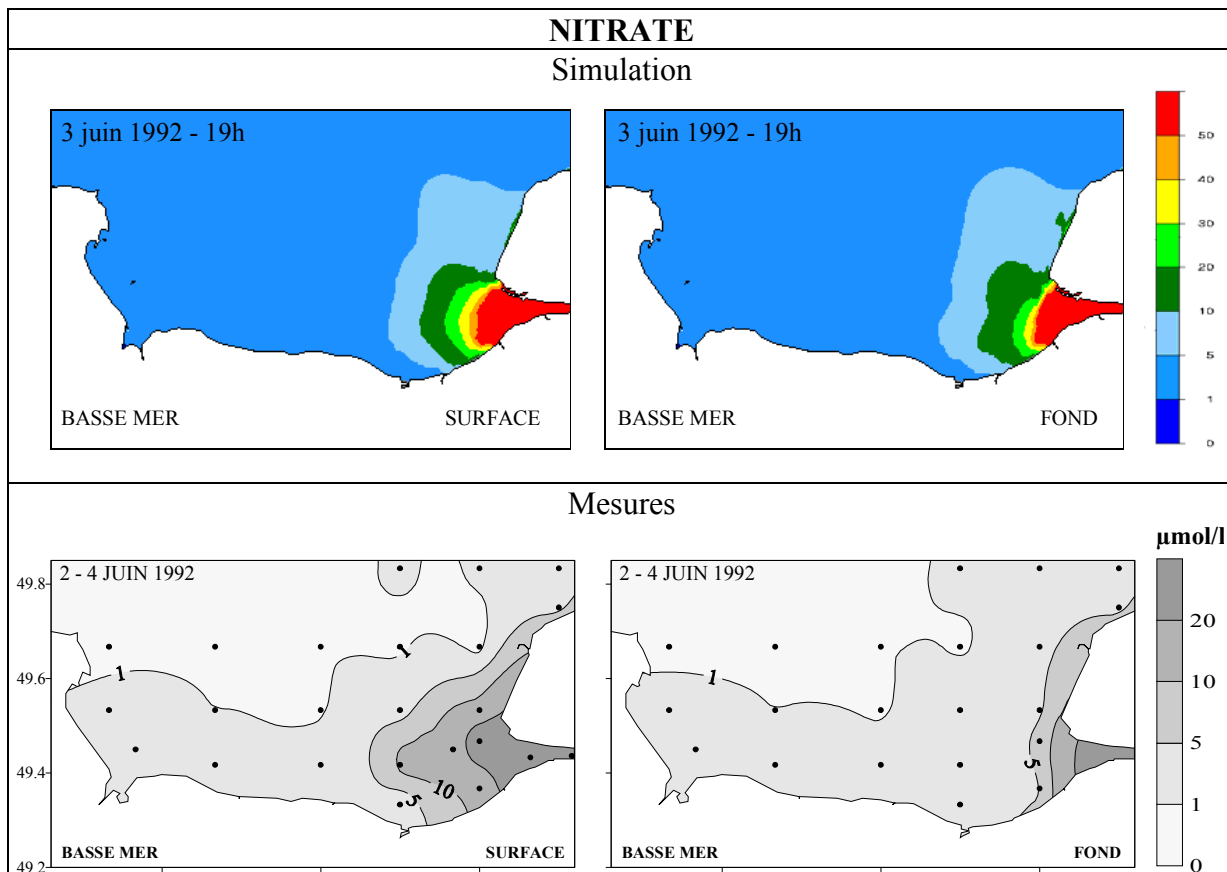 NITRATE
Simulation
3 juin 1992 - 19h
BASSE MER
SURFACE
3 juin 1992 - 19h
BASSE MER
FOND
50
40
30
20
10
5
1
0
Mesures
2 - 4 JUIN 1992
49.8
49.6
49.4
49.2
1
1
5
10
BASSE MER
SURFACE
2 - 4 JUIN 1992
1
5
BASSE MER
FOND
µmol/l
20
10
5
1
0